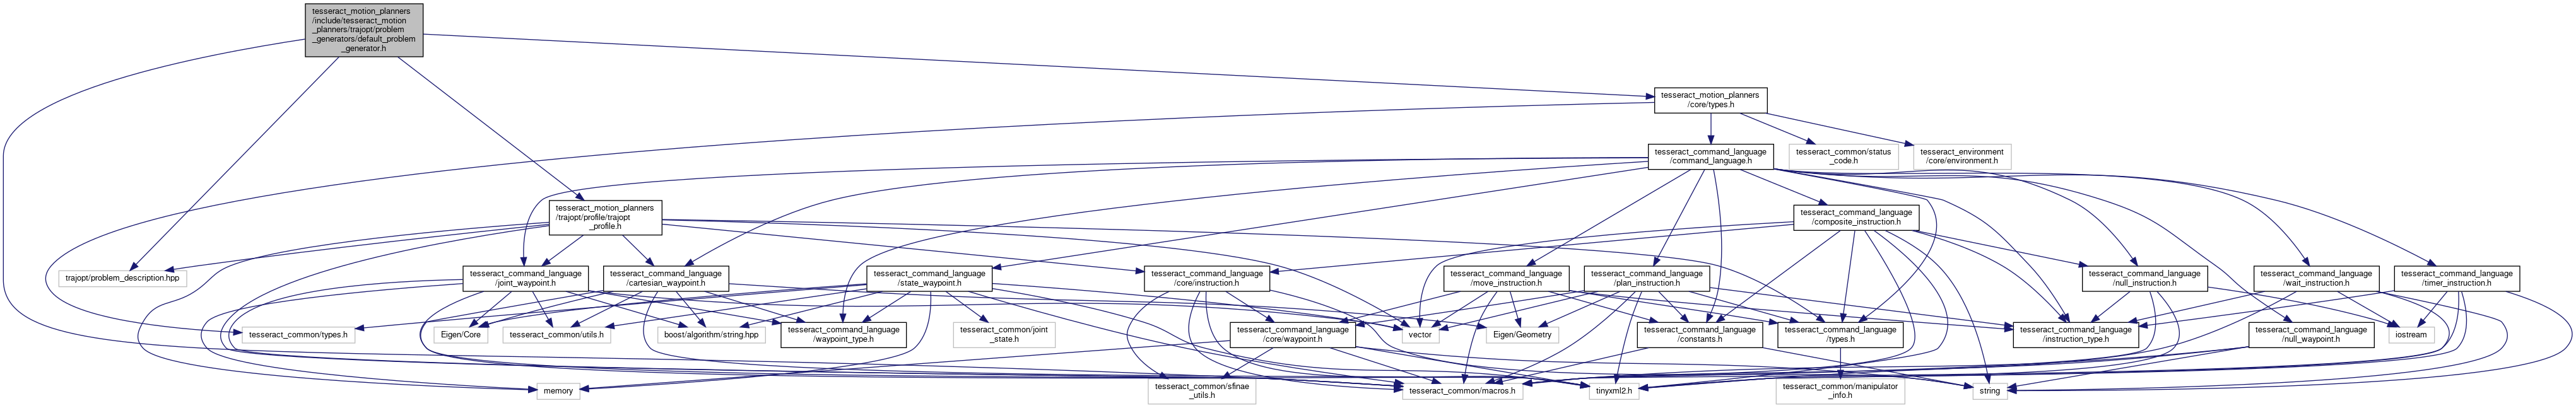 tesseract_motion_planners
/include/tesseract_motion
_planners/trajopt/problem
_generators/default_problem
_generator.h
tesseract_motion_planners
/core/types.h
tesseract_command_language
/command_language.h
tesseract_common/status
_code.h
tesseract_environment
/core/environment.h
tesseract_motion_planners
/trajopt/profile/trajopt
_profile.h
tesseract_command_language
/composite_instruction.h
trajopt/problem_description.hpp
tesseract_command_language
/joint_waypoint.h
tesseract_command_language
/cartesian_waypoint.h
tesseract_command_language
/state_waypoint.h
tesseract_command_language
/core/instruction.h
tesseract_command_language
/move_instruction.h
tesseract_command_language
/plan_instruction.h
tesseract_command_language
/null_instruction.h
tesseract_command_language
/wait_instruction.h
tesseract_command_language
/timer_instruction.h
tesseract_common/types.h
Eigen/Core
tesseract_common/utils.h
boost/algorithm/string.hpp
tesseract_command_language
/waypoint_type.h
tesseract_common/joint
_state.h
tesseract_command_language
/core/waypoint.h
vector
Eigen/Geometry
tesseract_command_language
/constants.h
tesseract_command_language
/types.h
tesseract_command_language
/instruction_type.h
tesseract_command_language
/null_waypoint.h
iostream
memory
tesseract_common/sfinae
_utils.h
tesseract_common/macros.h
tinyxml2.h
tesseract_common/manipulator
_info.h
string